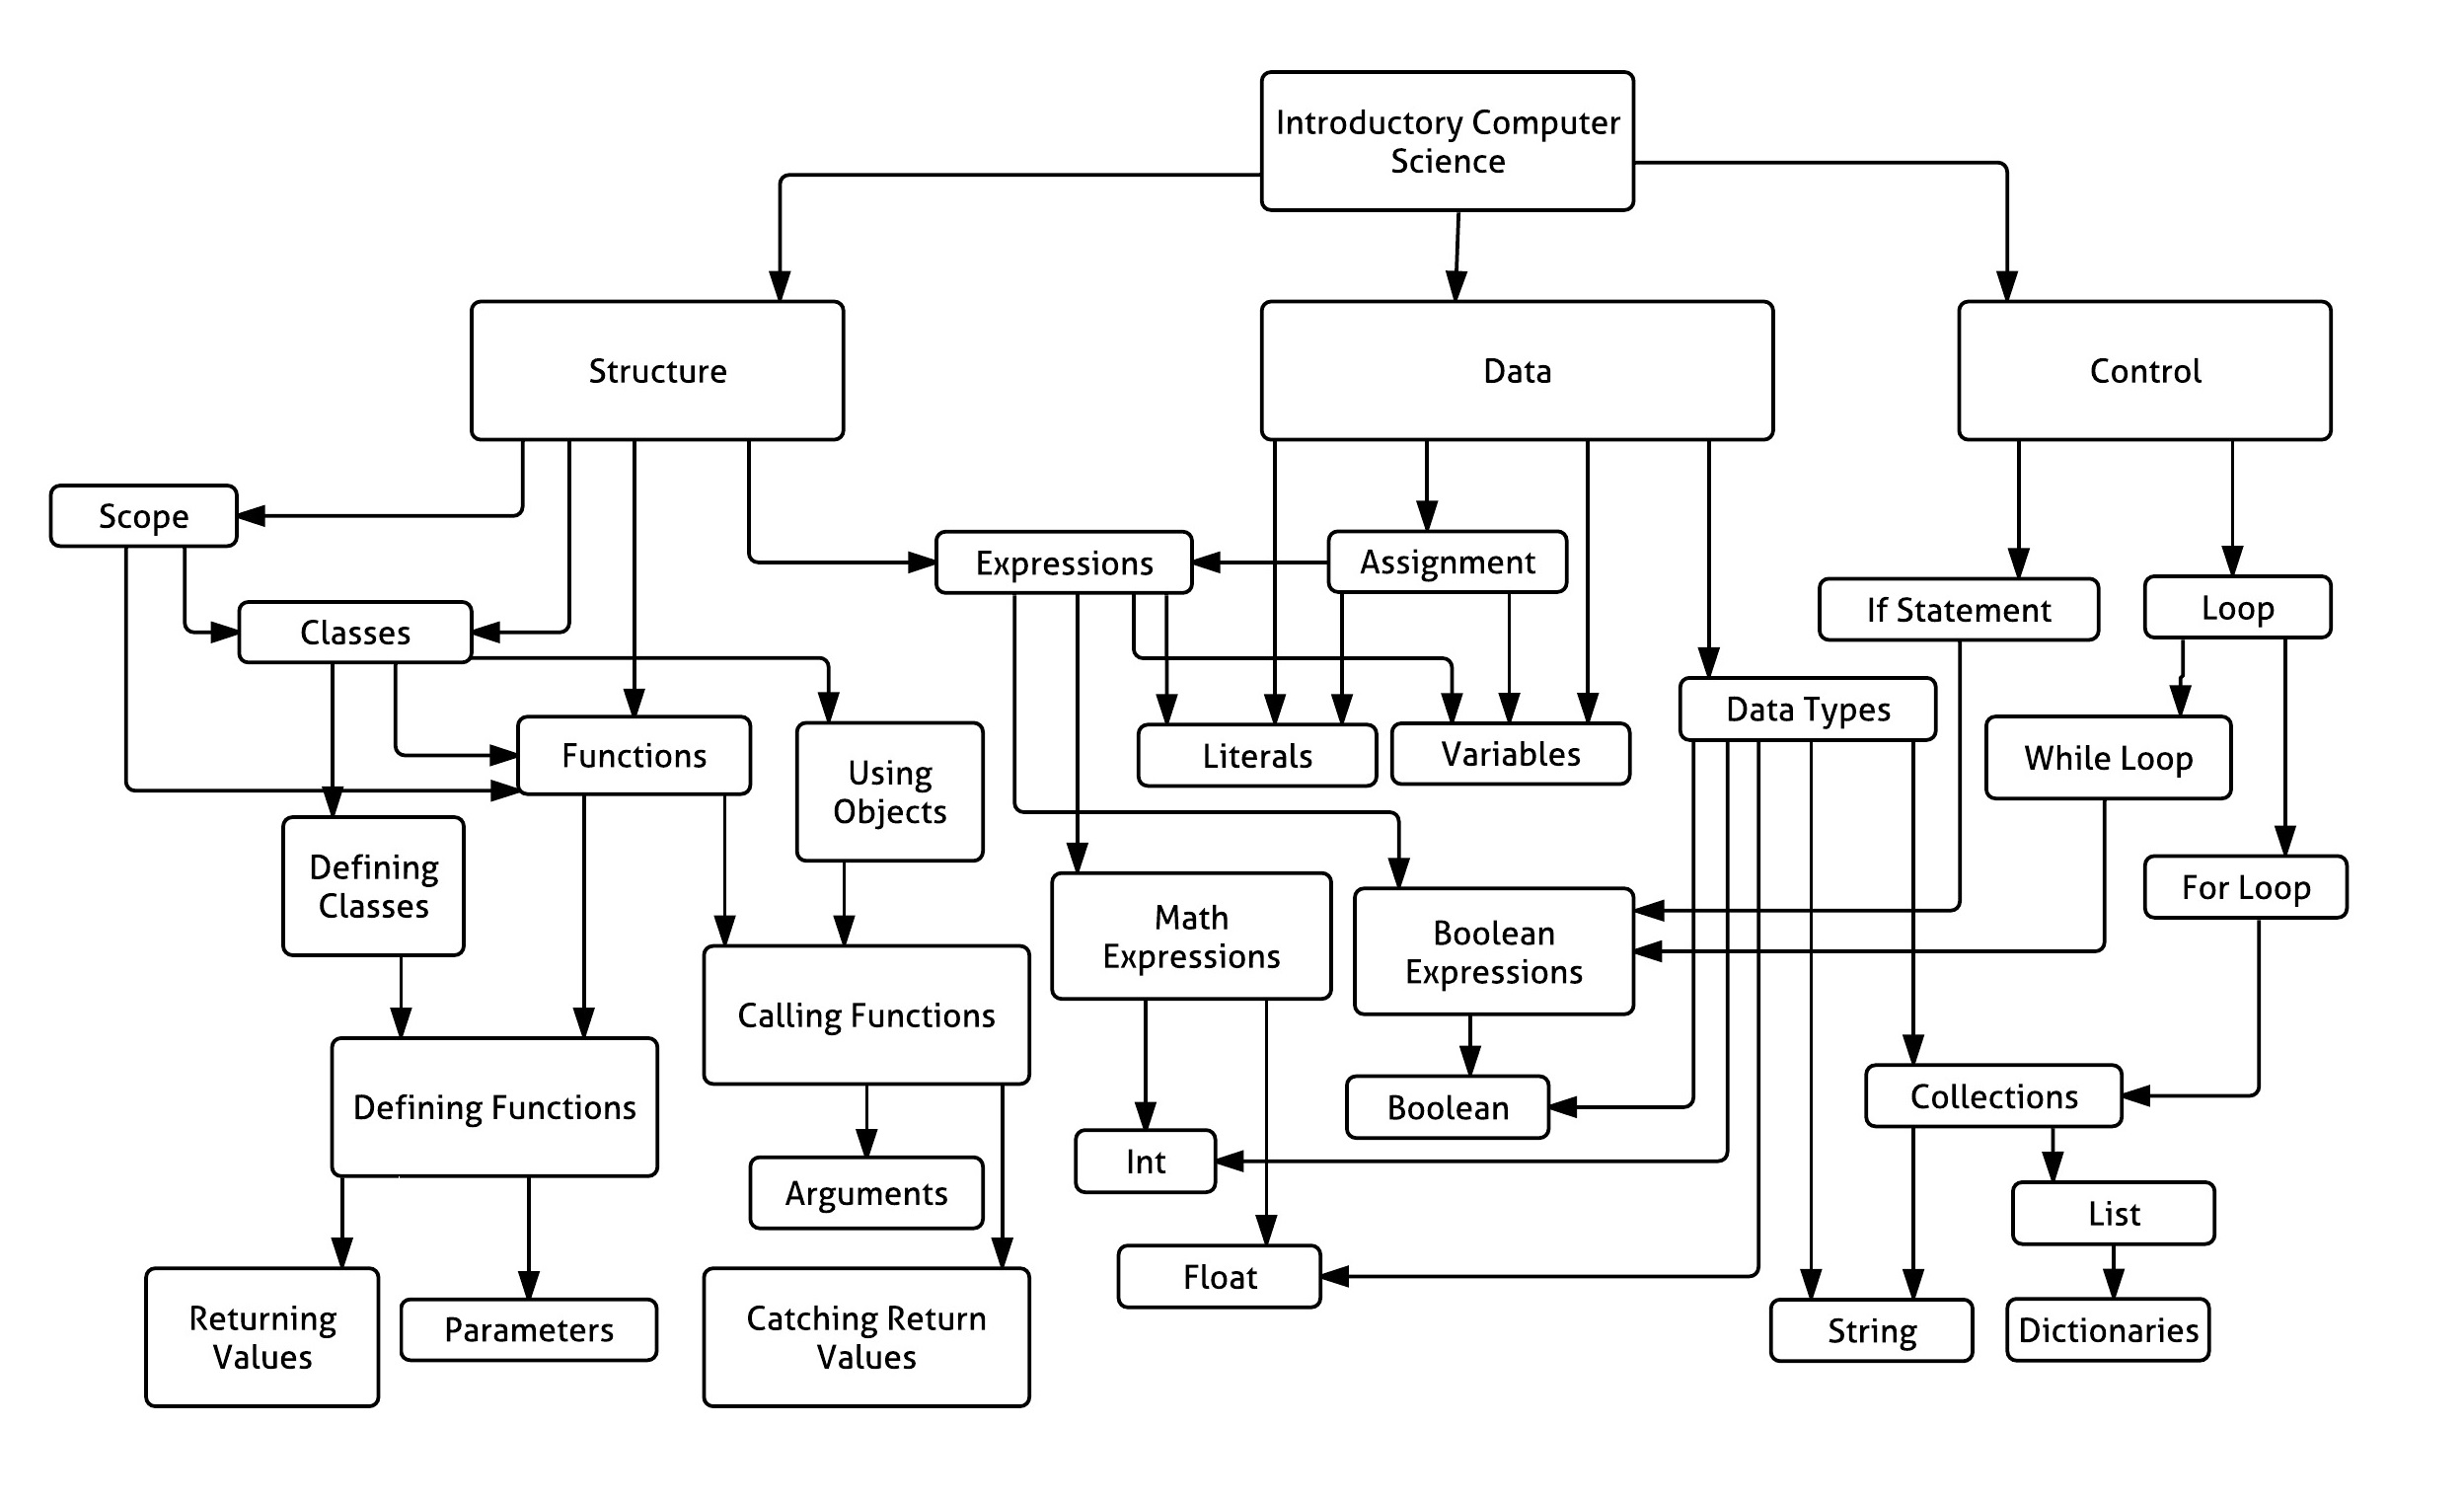 Introductory Computer
Science
Structure
Data
Control
Scope
Expressions
Assignment
If Statement
Loop
Classes
Data Types
Functions
Using
Objects
Literals
Variables
While Loop
Defining
Classes
For Loop
Math
Expressions
Boolean
Expressions
Calling Functions
Defining Functions
Boolean
Collections
Int
Arguments
List
Float
Returning
Values
Parameters
Catching Return
Values
String
Dictionaries